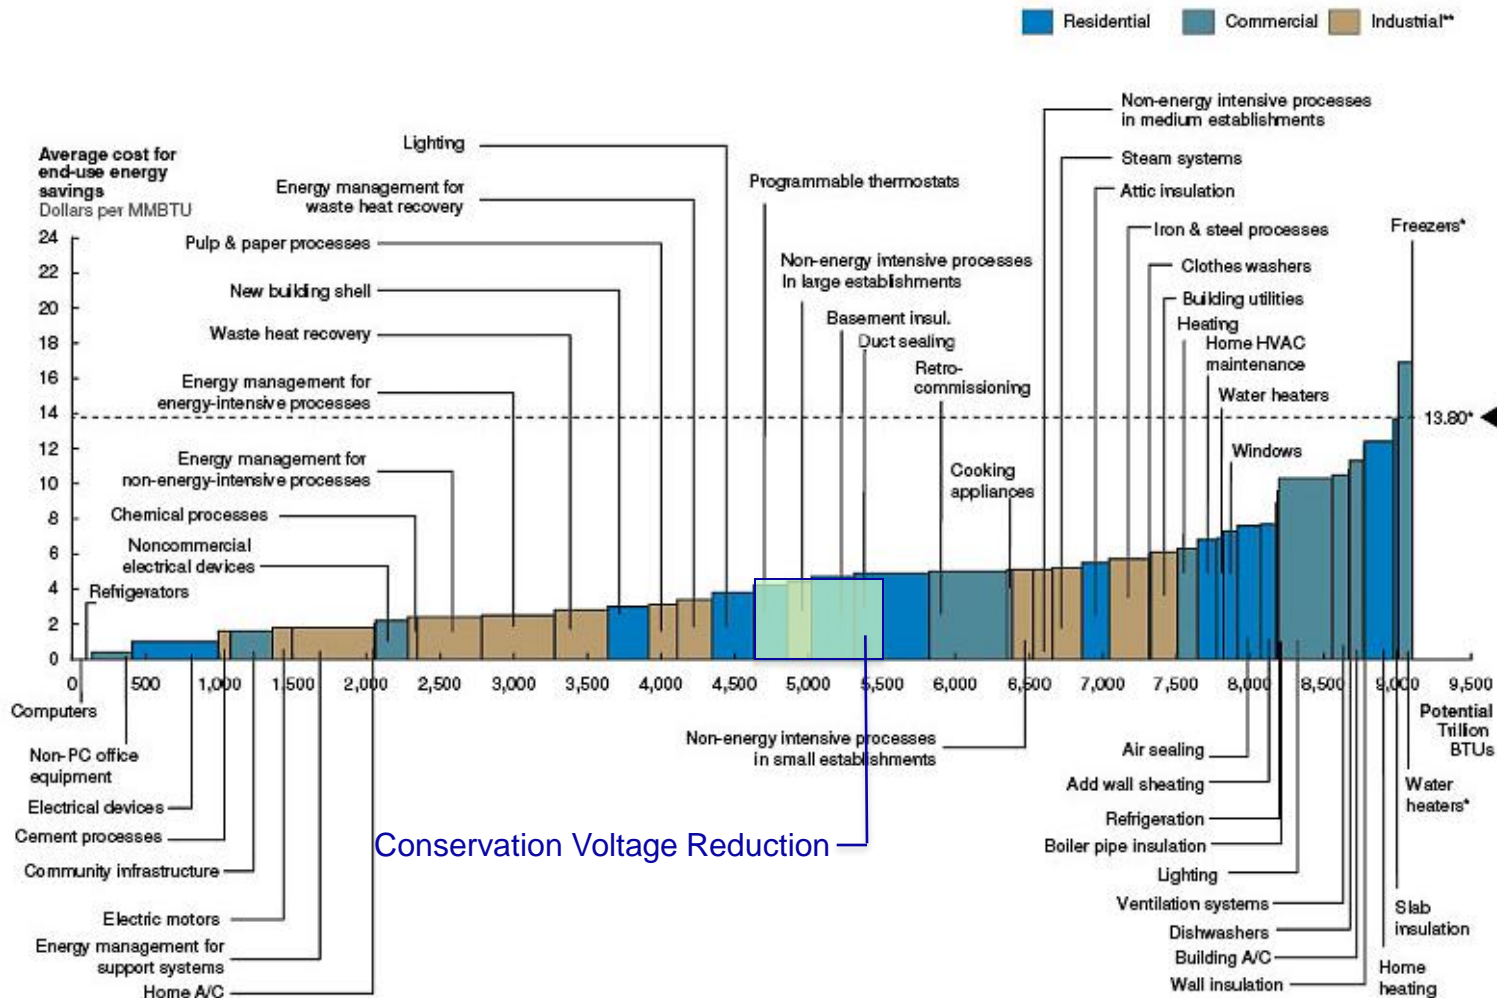 Residential
Commercial
Industrial**
Average cost for
end-use energy
savings
Dollars per MMBTU
24
22
20
18
16
14
12
10
8
6
4
2
0
Lighting
Energy management for
waste heat recovery
Pulp & paper processes
New building shell
Waste heat recovery
Energy management for
energy-intensive processes
Energy management for
non-energy-intensive processes
Chemical processes
Noncommercial
electrical devices
Refrigerators
Programmable thermostats
Non-energy intensive processes
In large establishments
Basement insul.
Duct sealing
Retro-
commissioning
Cooking
appliances
Non-energy intensive processes
in medium establishments
Steam systems
Attic insulation
Iron & steel processes
Clothes washers
Building utilities
Heating
Home HVAC
maintenance
Water heaters
Windows
Freezers*
13.80*
0
500
1,000
1,500
2,000
2,500
3,000
3,500
4,000
4,500
5,000
5,500
6,000
6,500
7,000
7,500
8,000
8,500
9,000
9,500
Potential
Trillion
BTUs
Computers
Non-PC office
equipment
Electrical devices
Cement processes
Community infrastructure
Electric motors
Energy management for
support systems
Home A/C
Non-energy intensive processes
in small establishments
Conservation Voltage Reduction
Air sealing
Add wall sheating
Refrigeration
Boiler pipe insulation
Lighting
Ventilation systems
Dishwashers
Building A/C
Wall insulation
Water
heaters*
Slab
insulation
Home
heating